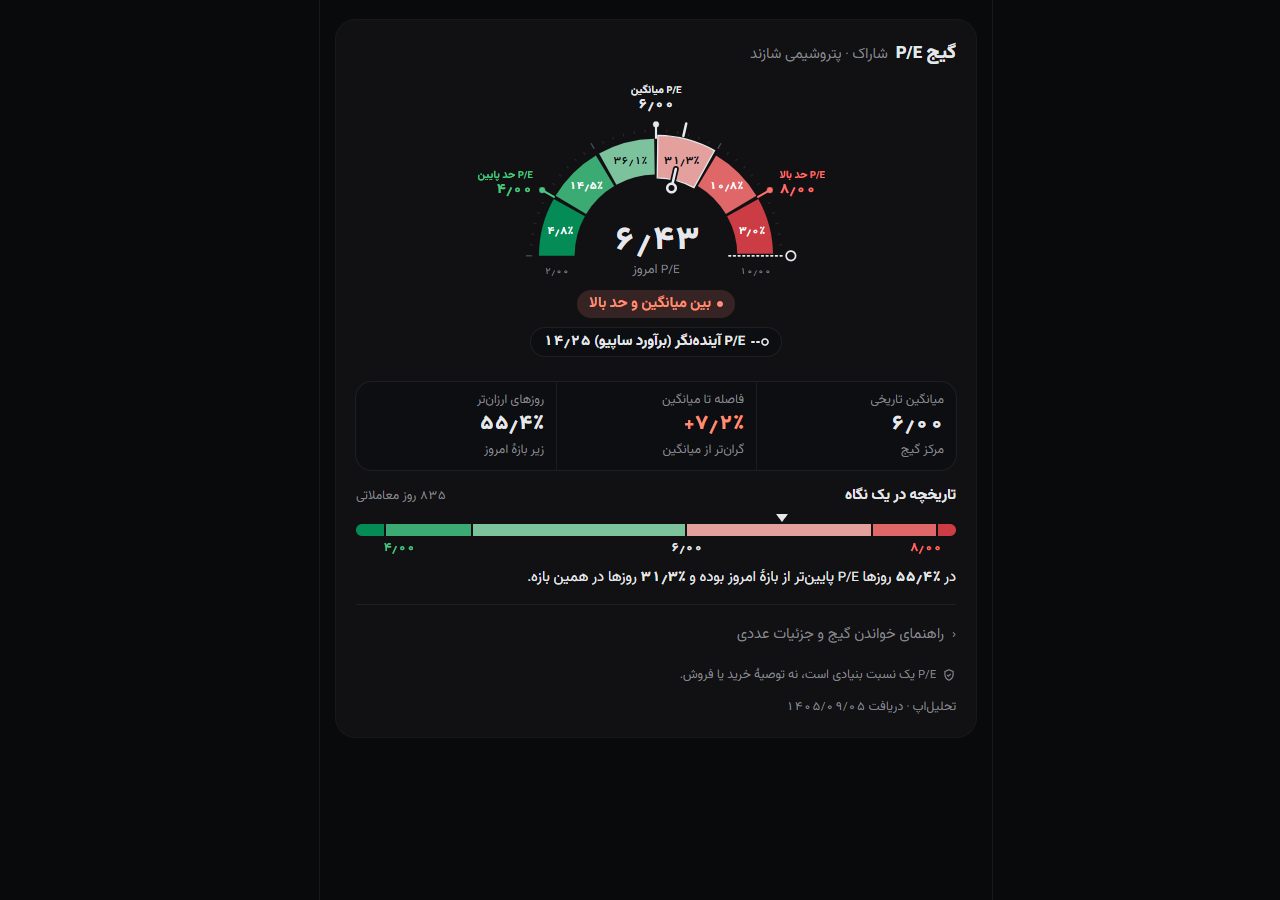 گیج P/E شاراک · پتروشیمی شازند
P/E میانگین
۶٫۰۰
P/E حد پایین
۴٫۰۰
P/E حد بالا
۸٫۰۰
۴٫۸٪
۱۴٫۵٪
۳۶٫۱٪
۳۱٫۳٪
۱۰٫۸٪
۳٫۰٪
۶٫۴۳
P/E امروز
۲٫۰۰
۱۰٫۰۰
بین میانگین و حد بالا
P/E آینده‌نگر (برآورد ساپیو) ۱۴٫۲۵
میانگین تاریخی
۶٫۰۰
مرکز گیج
فاصله تا میانگین
+۷٫۲٪
گران‌تر از میانگین
روزهای ارزان‌تر
۵۵٫۴٪
زیر بازهٔ امروز
تاریخچه در یک نگاه
۸۳۵ روز معاملاتی
۴٫۰۰
۶٫۰۰
۸٫۰۰
در ۵۵٫۴٪ روزها P/E پایین‌تر از بازهٔ امروز بوده و ۳۱٫۳٪ روزها در همین بازه.
راهنمای خواندن گیج و جزئیات عددی
P/E یک نسبت بنیادی است، نه توصیهٔ خرید یا فروش.
تحلیل‌اپ · دریافت ۱۴۰۵/۰۹/۰۵